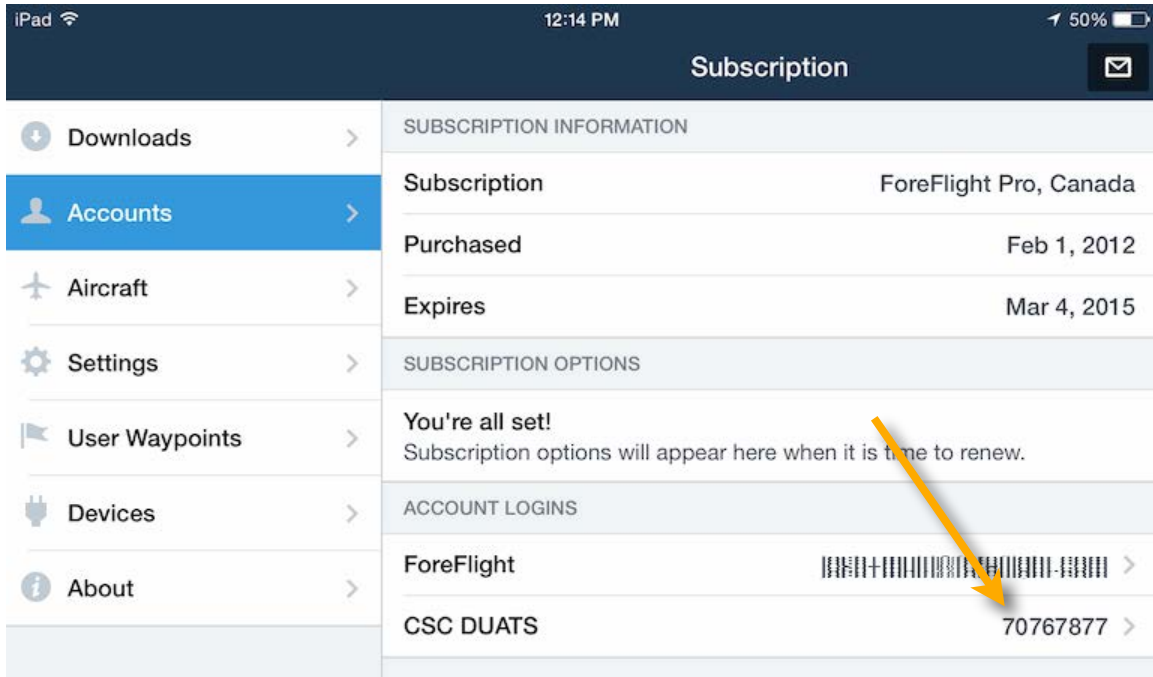 iPad 12:14 PM 50%
Subscription
Downloads
Accounts
Aircraft
Settings
User Waypoints
Devices
About
SUBSCRIPTION INFORMATION
Subscription ForeFlight Pro, Canada
Purchased Feb 1, 2012
Expires Mar 4, 2015
SUBSCRIPTION OPTIONS
You're all set!
Subscription options will appear here when it is time to renew.
ACCOUNT LOGINS
ForeFlight
CSC DUATS 70767877